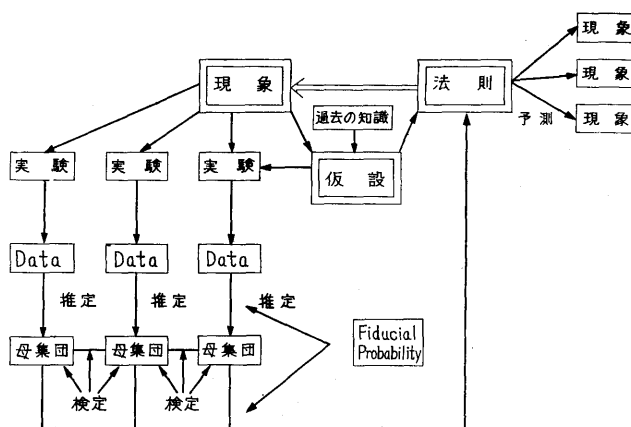 現象
現象
法則
現象
過去の知識
予測
現象
実験
実験
実験
仮設
Data
Data
Data
推定
推定
推定
Fiducial
Probability
母集団
母集団
母集団
検定
検定